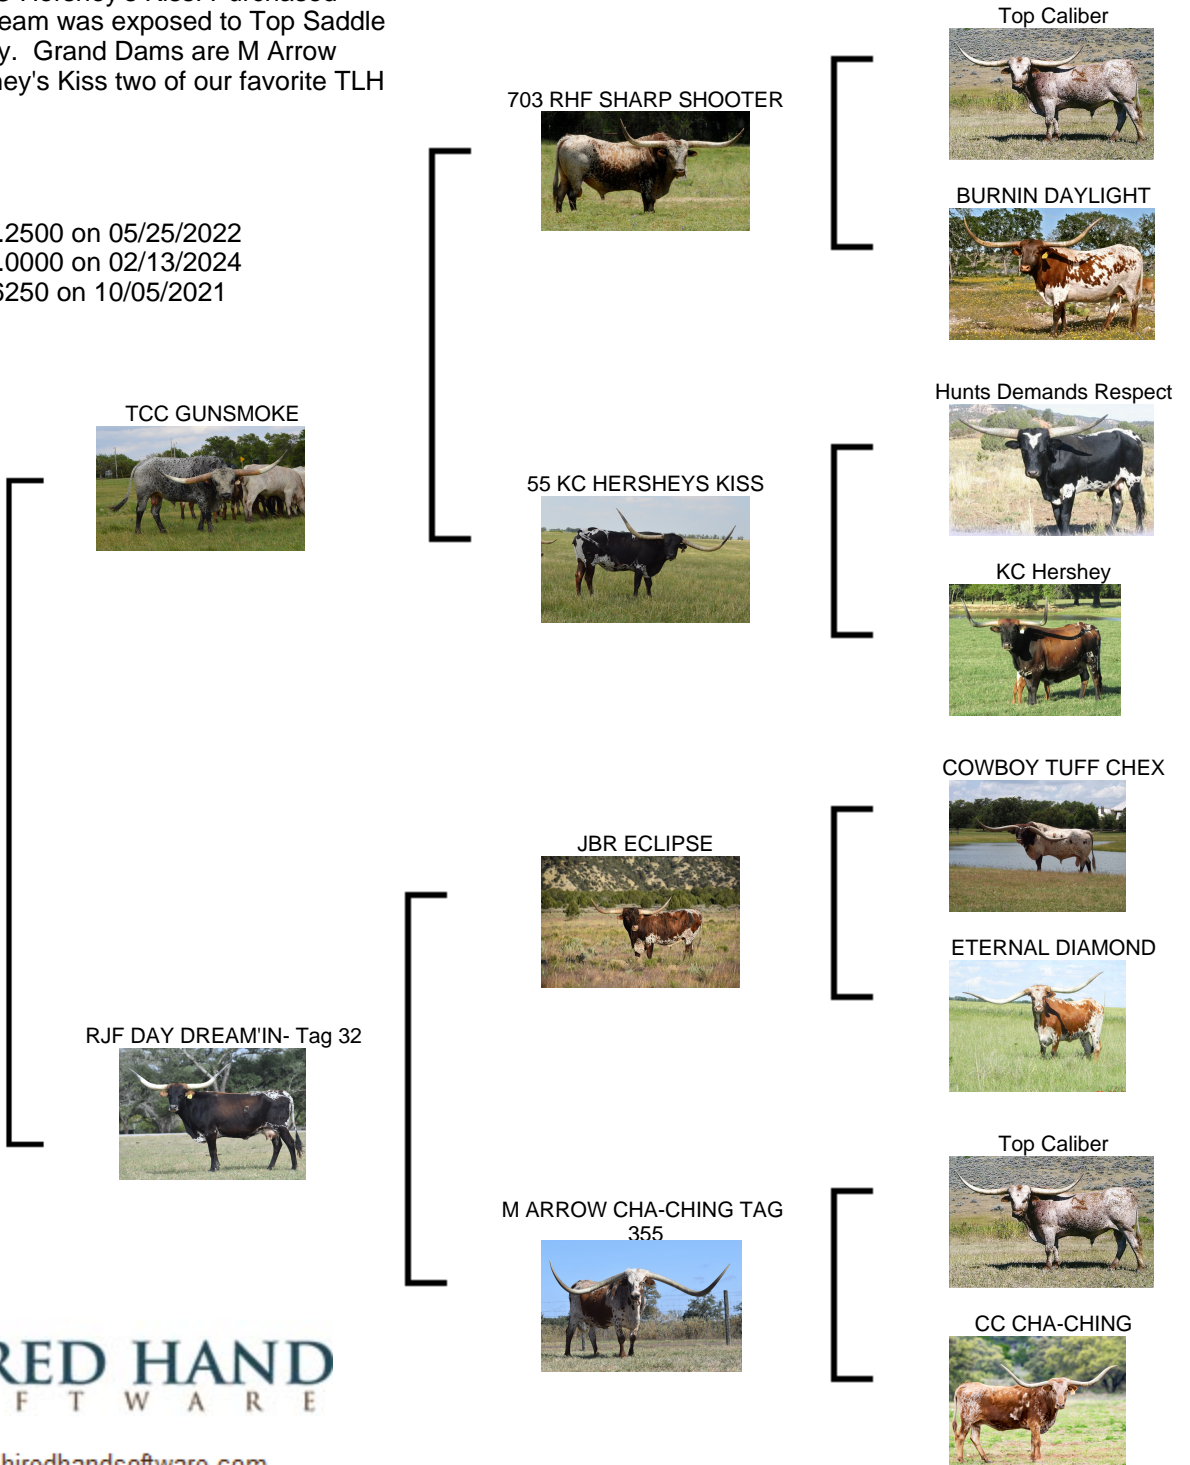 Hershey's Kiss. Purchased
eam was exposed to Top Saddle
y. Grand Dams are M Arrow
ney's Kiss two of our favorite TLH
.2500 on 05/25/2022
.0000 on 02/13/2024
6250 on 10/05/2021
TCC GUNSMOKE
RJF DAY DREAM'IN- Tag 32
703 RHF SHARP SHOOTER
55 KC HERSHEYS KISS
JBR ECLIPSE
M ARROW CHA-CHING TAG
355
Top Caliber
BURNIN DAYLIGHT
Hunts Demands Respect
KC Hershey
COWBOY TUFF CHEX
ETERNAL DIAMOND
Top Caliber
CC CHA-CHING
RED HAND
F T W A R E
hiredhandsoftware.com